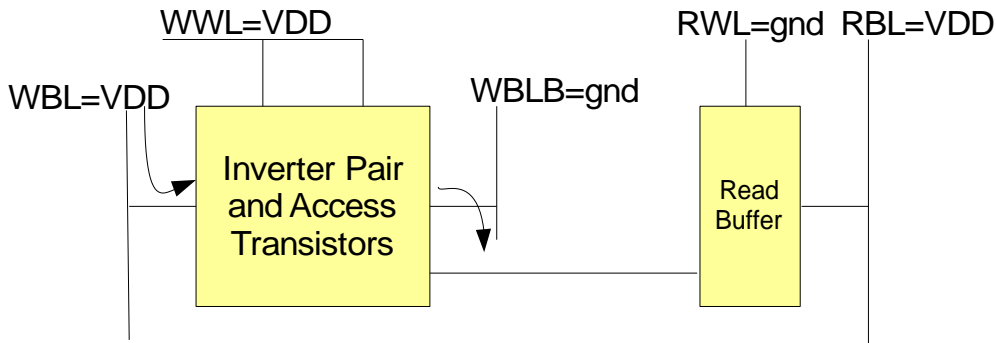 WWL=VDD
RWL=gnd RBL=VDD
WBL=VDD
WBLB=gnd
Inverter Pair
and Access
Transistors
Read
Buffer